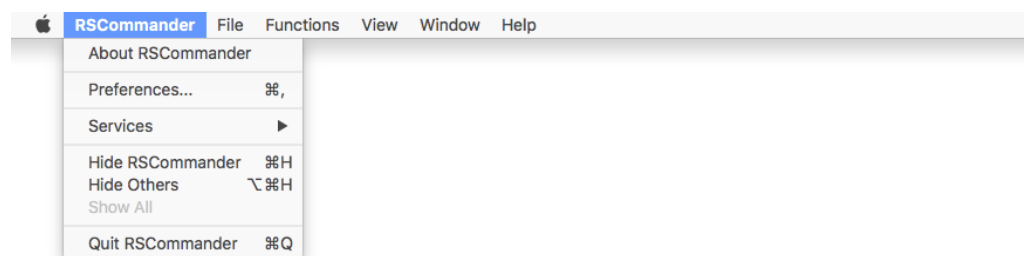 RSCommander File Functions View Window Help
About RSCommander
Preferences... ⌘,
Services ▶
Hide RSCommander ⌘H
Hide Others ⌥⌘H
Show All
Quit RSCommander ⌘Q